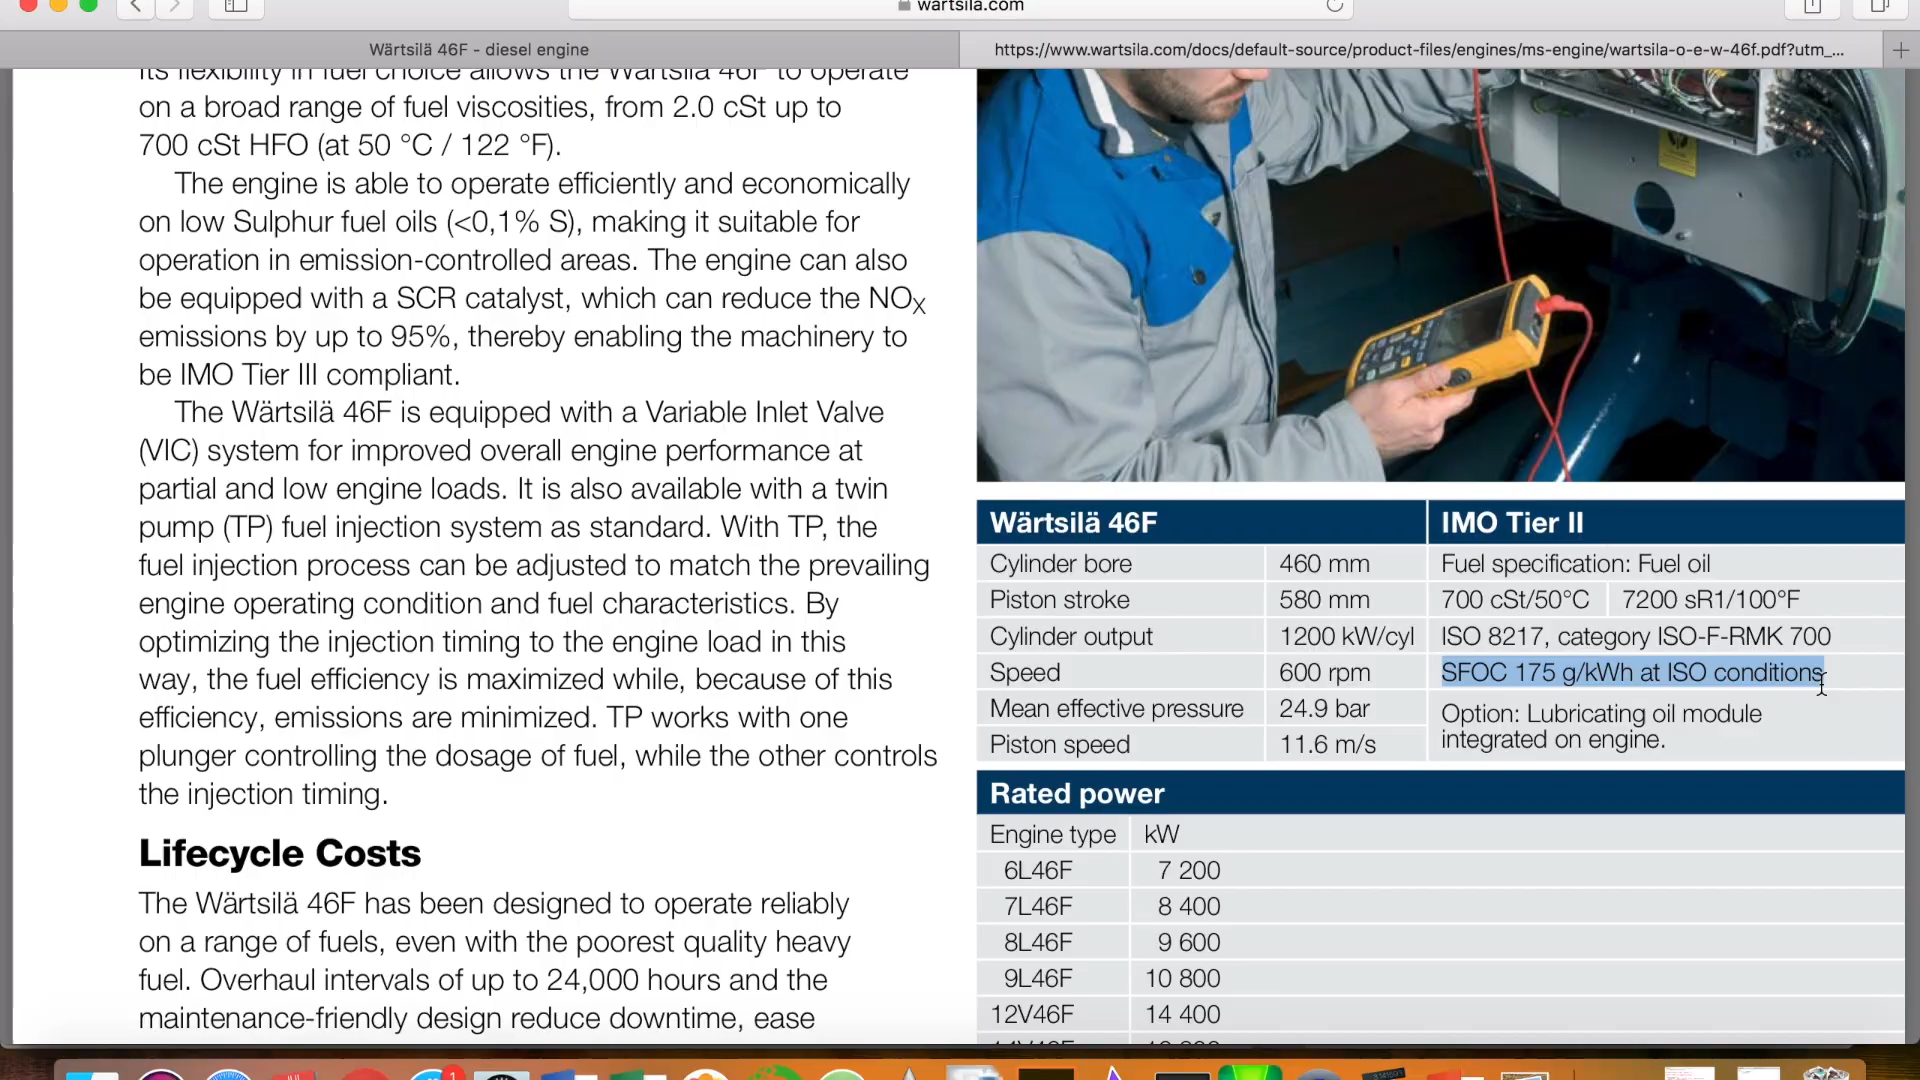 wartsila.com
Wärtsilä 46F - diesel engine
https://www.wartsila.com/docs/default-source/product-files/engines/ms-engine/wartsila-o-e-w-46f.pdf?utm_...
Its flexibility in fuel choice allows the Wärtsilä 46F to operate
on a broad range of fuel viscosities, from 2.0 cSt up to
700 cSt HFO (at 50 °C / 122 °F).
The engine is able to operate efficiently and economically
on low Sulphur fuel oils (<0,1% S), making it suitable for
operation in emission-controlled areas. The engine can also
be equipped with a SCR catalyst, which can reduce the NOX
emissions by up to 95%, thereby enabling the machinery to
be IMO Tier III compliant.
The Wärtsilä 46F is equipped with a Variable Inlet Valve
(VIC) system for improved overall engine performance at
partial and low engine loads. It is also available with a twin
pump (TP) fuel injection system as standard. With TP, the
fuel injection process can be adjusted to match the prevailing
engine operating condition and fuel characteristics. By
optimizing the injection timing to the engine load in this
way, the fuel efficiency is maximized while, because of this
efficiency, emissions are minimized. TP works with one
plunger controlling the dosage of fuel, while the other controls
the injection timing.
Lifecycle Costs
The Wärtsilä 46F has been designed to operate reliably
on a range of fuels, even with the poorest quality heavy
fuel. Overhaul intervals of up to 24,000 hours and the
maintenance-friendly design reduce downtime, ease
Wärtsilä 46F IMO Tier II
Cylinder bore 460 mm Fuel specification: Fuel oil
Piston stroke 580 mm 700 cSt/50°C 7200 sR1/100°F
Cylinder output 1200 kW/cyl ISO 8217, category ISO-F-RMK 700
Speed 600 rpm SFOC 175 g/kWh at ISO conditions
Mean effective pressure 24.9 bar Option: Lubricating oil module
Piston speed 11.6 m/s integrated on engine.
Rated power
Engine type kW
6L46F 7 200
7L46F 8 400
8L46F 9 600
9L46F 10 800
12V46F 14 400
1